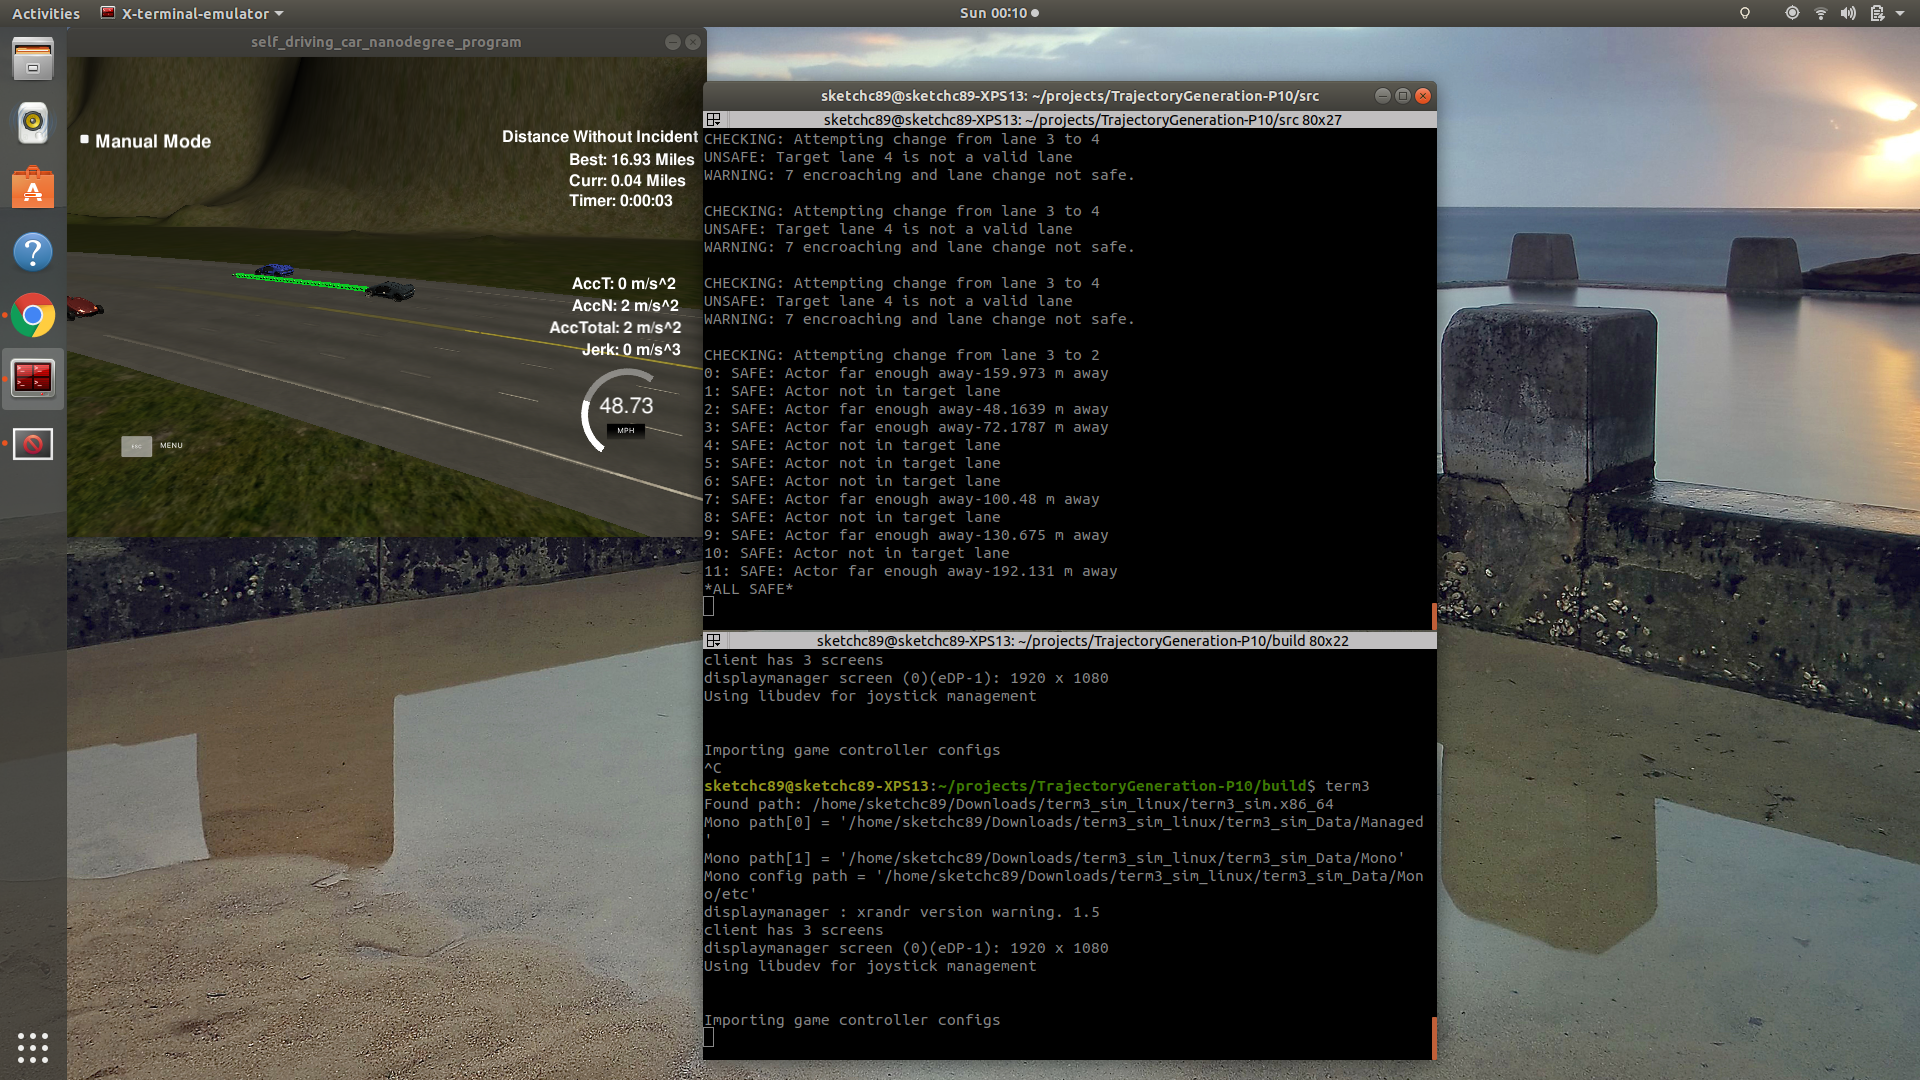 Activities
X-terminal-emulator
Sun 00:10
self_driving_car_nanodegree_program
Manual Mode
Distance Without Incident
Best: 16.93 Miles
Curr: 0.04 Miles
Timer: 0:00:03
AccT: 0 m/s^2
AccN: 2 m/s^2
AccTotal: 2 m/s^2
Jerk: 0 m/s^3
48.73
MPH
ESC
MENU
sketchc89@sketchc89-XPS13: ~/projects/TrajectoryGeneration-P10/src
sketchc89@sketchc89-XPS13: ~/projects/TrajectoryGeneration-P10/src 80x27
CHECKING: Attempting change from lane 3 to 4
UNSAFE: Target lane 4 is not a valid lane
WARNING: 7 encroaching and lane change not safe.
CHECKING: Attempting change from lane 3 to 4
UNSAFE: Target lane 4 is not a valid lane
WARNING: 7 encroaching and lane change not safe.
CHECKING: Attempting change from lane 3 to 4
UNSAFE: Target lane 4 is not a valid lane
WARNING: 7 encroaching and lane change not safe.
CHECKING: Attempting change from lane 3 to 2
0: SAFE: Actor far enough away-159.973 m away
1: SAFE: Actor not in target lane
2: SAFE: Actor far enough away-48.1639 m away
3: SAFE: Actor far enough away-72.1787 m away
4: SAFE: Actor not in target lane
5: SAFE: Actor not in target lane
6: SAFE: Actor not in target lane
7: SAFE: Actor far enough away-100.48 m away
8: SAFE: Actor not in target lane
9: SAFE: Actor far enough away-130.675 m away
10: SAFE: Actor not in target lane
11: SAFE: Actor far enough away-192.131 m away
*ALL SAFE*
sketchc89@sketchc89-XPS13: ~/projects/TrajectoryGeneration-P10/build 80x22
client has 3 screens
displaymanager screen (0)(eDP-1): 1920 x 1080
Using libudev for joystick management
Importing game controller configs
^C
sketchc89@sketchc89-XPS13:~/projects/TrajectoryGeneration-P10/build$ term3
Found path: /home/sketchc89/Downloads/term3_sim_linux/term3_sim.x86_64
Mono path[0] = '/home/sketchc89/Downloads/term3_sim_linux/term3_sim_Data/Managed
'
Mono path[1] = '/home/sketchc89/Downloads/term3_sim_linux/term3_sim_Data/Mono'
Mono config path = '/home/sketchc89/Downloads/term3_sim_linux/term3_sim_Data/Mon
o/etc'
displaymanager : xrandr version warning. 1.5
client has 3 screens
displaymanager screen (0)(eDP-1): 1920 x 1080
Using libudev for joystick management
Importing game controller configs